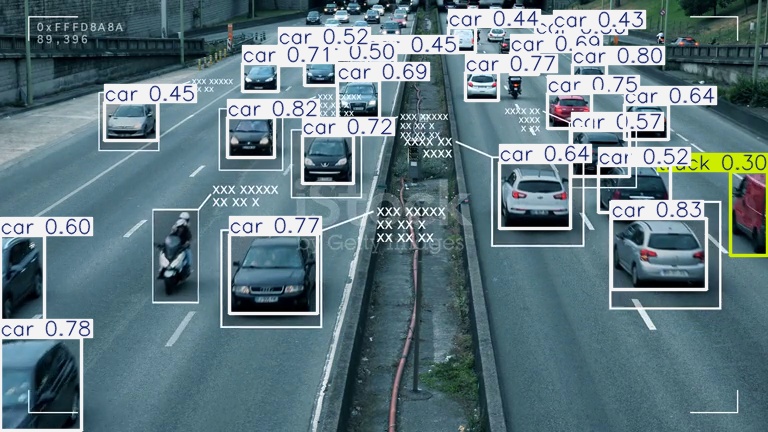 0xFFFD8A8A
89,396
car 0.44
car 0.43
car 0.52
0.45
car 0.71
0.50
0.69
car 0.80
car 0.77
car 0.69
car 0.75
car 0.45
car 0.64
car 0.82
car 0.72
0.57
XXX XXXXX
XX XX X
car 0.64
car 0.52
truck 0.30
XXX XXXXX
XX XX X
XX XX XX
car 0.83
car 0.60
car 0.77
iStock
by Getty Images
car 0.78